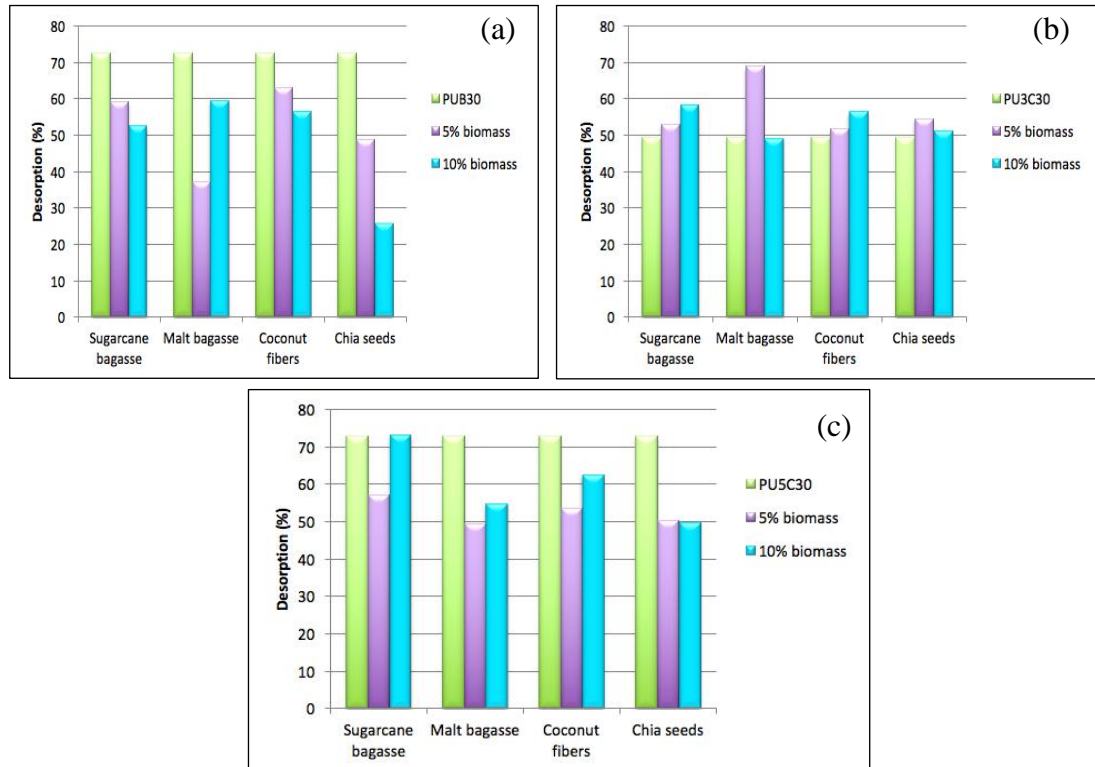 (a)
80
70
60
50
40
30
20
10
0
Desorption (%)
Sugarcane
bagasse
Malt bagasse
Coconut
fibers
Chia seeds
PUB30
5% biomass
10% biomass
(b)
80
70
60
50
40
30
20
10
0
Desorption (%)
Sugarcane
bagasse
Malt bagasse
Coconut
fibers
Chia seeds
PU3C30
5% biomass
10% biomass
(c)
80
70
60
50
40
30
20
10
0
Desorption (%)
Sugarcane
bagasse
Malt bagasse
Coconut
fibers
Chia seeds
PU5C30
5% biomass
10% biomass